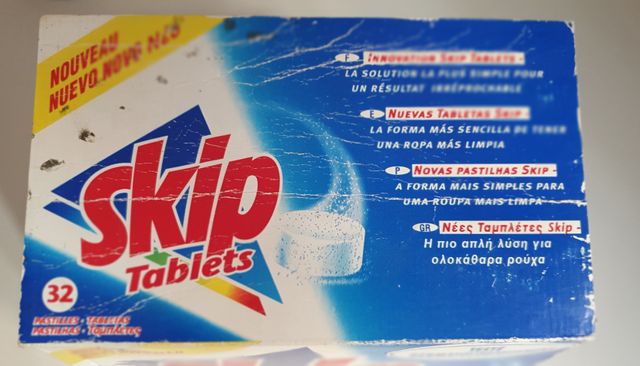 NOUVEAU
NUEVO.NOVO ΝΕΟ
Skip
Tablets
32
PASTILLES · TABLETAS
PASTILHAS · Ταμπλέτες
F INNOVATION SKIP TABLETS -
LA SOLUTION LA PLUS SIMPLE POUR
UN RÉSULTAT IRRÉPROCHABLE
E NUEVAS TABLETAS SKIP -
LA FORMA MÁS SENCILLA DE TENER
UNA ROPA MÁS LIMPIA
P NOVAS PASTILHAS SKIP -
A FORMA MAIS SIMPLES PARA
UMA ROUPA MAIS LIMPA
GR Νέες Ταμπλέτες Skip -
Η πιο απλή λύση για
ολοκάθαρα ρούχα